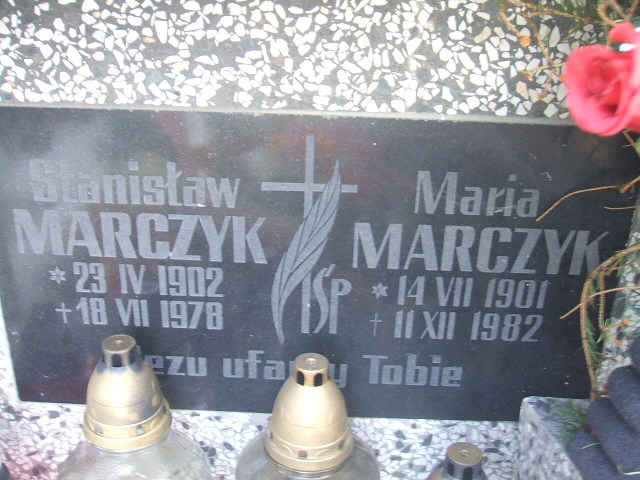 Stanisław
MARCZYK
* 23 IV 1902
+ 18 VII 1978
ŚP
Maria
MARCZYK
* 14 VII 1901
+ 11 XII 1982
Tobie